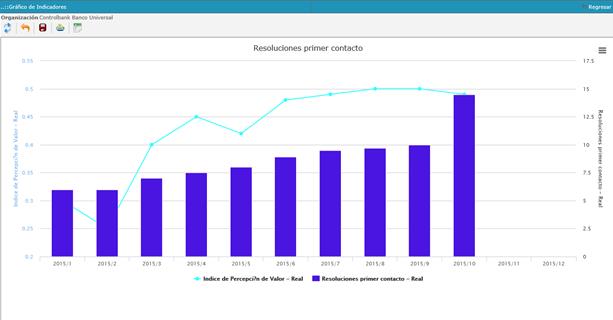 ..::Gráfico de Indicadores
Regresar
Organización Controlbank Banco Universal
Resoluciones primer contacto
0.55
0.5
0.45
0.4
0.35
0.3
0.25
0.2
Indice de Percepci?n de Valor – Real
17.5
15
12.5
10
7.5
5
2.5
0
Resoluciones primer contacto – Real
2015/1 2015/2 2015/3 2015/4 2015/5 2015/6 2015/7 2015/8 2015/9 2015/10 2015/11 2015/12
Indice de Percepci?n de Valor – Real Resoluciones primer contacto – Real